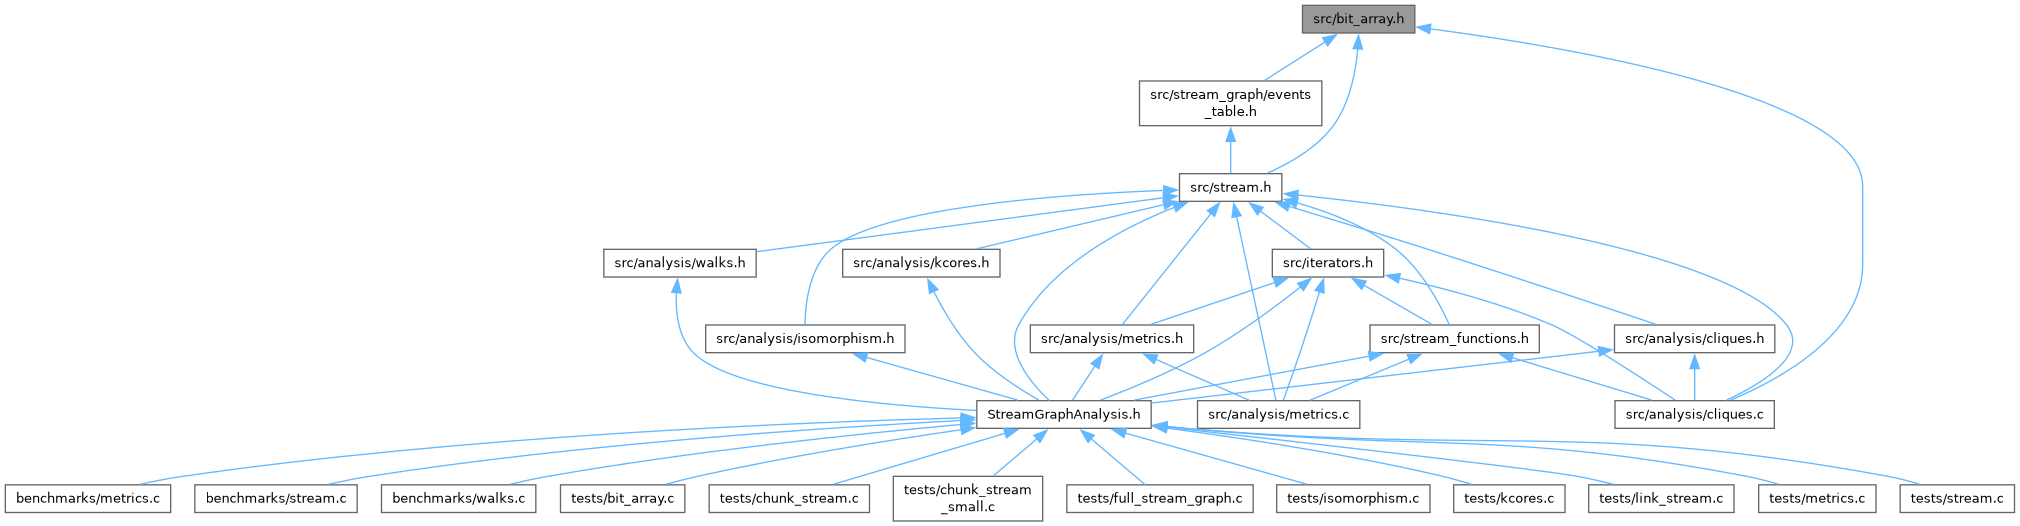 src/bit_array.h
src/stream_graph/events
_table.h
src/stream.h
src/analysis/walks.h
src/analysis/kcores.h
src/iterators.h
src/analysis/isomorphism.h
src/analysis/metrics.h
src/stream_functions.h
src/analysis/cliques.h
StreamGraphAnalysis.h
src/analysis/metrics.c
src/analysis/cliques.c
benchmarks/metrics.c
benchmarks/stream.c
benchmarks/walks.c
tests/bit_array.c
tests/chunk_stream.c
tests/chunk_stream
_small.c
tests/full_stream_graph.c
tests/isomorphism.c
tests/kcores.c
tests/link_stream.c
tests/metrics.c
tests/stream.c